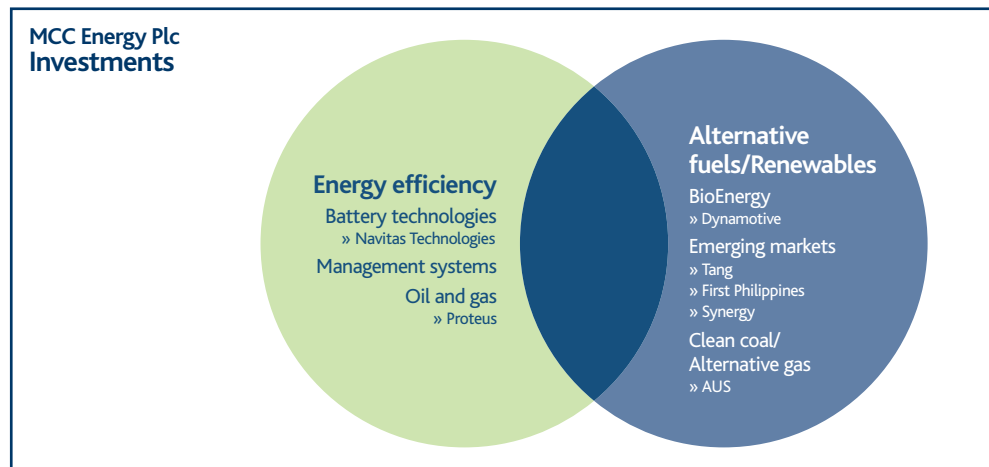 MCC Energy Plc
Investments
Energy efficiency
Battery technologies
» Navitas Technologies
Management systems
Oil and gas
» Proteus
Alternative
fuels/Renewables
BioEnergy
» Dynamotive
Emerging markets
» Tang
» First Philippines
» Synergy
Clean coal/
Alternative gas
» AUS